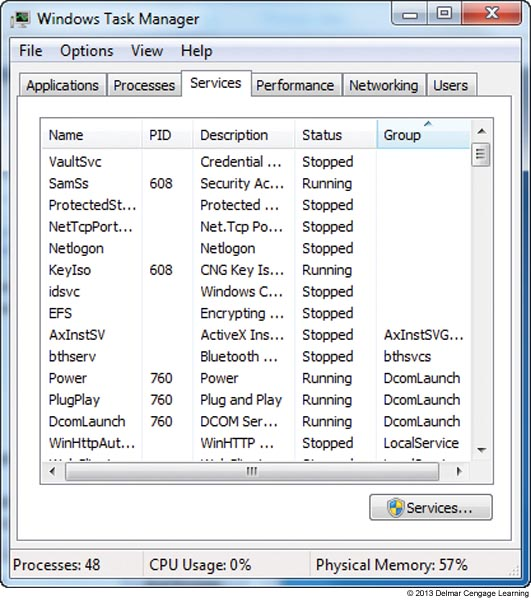 Windows Task Manager
File Options View Help
Applications Processes Services Performance Networking Users
Name PID Description Status Group
VaultSvc Credential ... Stopped
SamSs 608 Security Ac... Running
ProtectedSt... Protected ... Stopped
NetTcpPort... Net.Tcp Po... Stopped
Netlogon Netlogon Stopped
KeyIso 608 CNG Key Is... Running
idsvc Windows C... Stopped
EFS Encrypting ... Stopped
AxInstSV ActiveX Ins... Stopped AxInstSVG...
bthserv Bluetooth ... Stopped bthsvcs
Power 760 Power Running DcomLaunch
PlugPlay 760 Plug and Play Running DcomLaunch
DcomLaunch 760 DCOM Ser... Running DcomLaunch
WinHttpAut... WinHTTP ... Stopped LocalService
Services...
Processes: 48 CPU Usage: 0% Physical Memory: 57%
© 2013 Delmar Cengage Learning